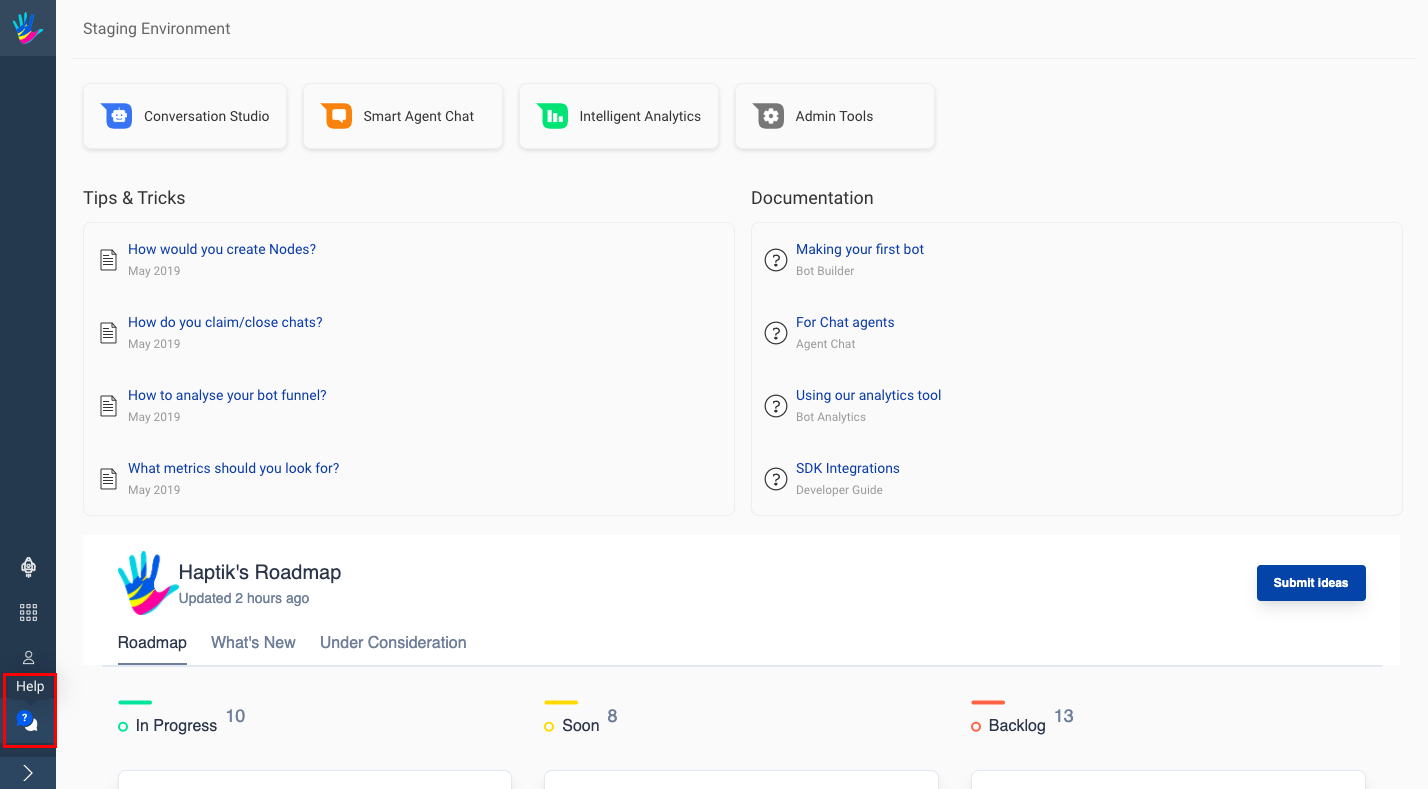 Staging Environment
Conversation Studio
Smart Agent Chat
Intelligent Analytics
Admin Tools
Tips & Tricks
How would you create Nodes?
May 2019
How do you claim/close chats?
May 2019
How to analyse your bot funnel?
May 2019
What metrics should you look for?
May 2019
Documentation
?
Making your first bot
Bot Builder
?
For Chat agents
Agent Chat
?
Using our analytics tool
Bot Analytics
?
SDK Integrations
Developer Guide
Haptik's Roadmap
Updated 2 hours ago
Submit ideas
Roadmap
What's New
Under Consideration
In Progress 10
Soon 8
Backlog 13
Help
?